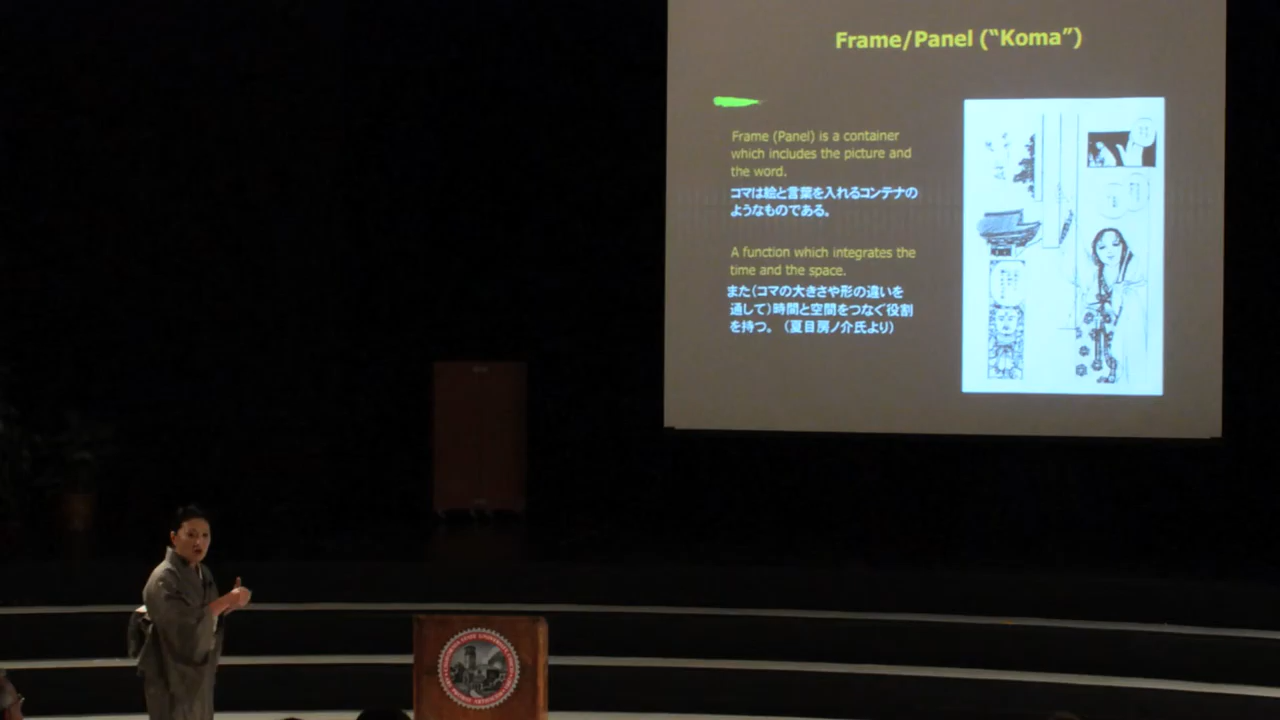 Frame/Panel (“Koma”)
Frame (Panel) is a container
which includes the picture and
the word.
コマは絵と言葉を入れるコンテナの
ようなものである。
A function which integrates the
time and the space.
また(コマの大きさや形の違いを
通して)時間と空間をつなぐ役割
を持つ。（夏目房ノ介氏より）